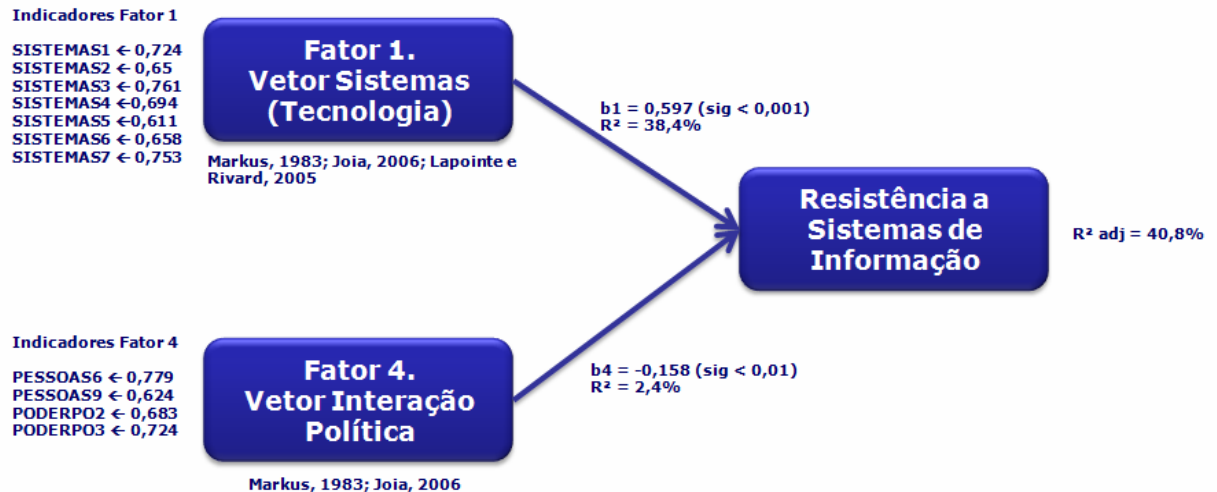 Indicadores Fator 1
SISTEMAS1 ← 0,724
SISTEMAS2 ← 0,65
SISTEMAS3 ← 0,761
SISTEMAS4 ←0,694
SISTEMAS5 ←0,611
SISTEMAS6 ← 0,658
SISTEMAS7 ← 0,753
Fator 1.
Vetor Sistemas
(Tecnologia)
Markus, 1983; Joia, 2006; Lapointe e
Rivard, 2005
b1 = 0,597 (sig < 0,001)
R² = 38,4%
Resistência a
Sistemas de
Informação
R² adj = 40,8%
Indicadores Fator 4
PESSOAS6 ← 0,779
PESSOAS9 ← 0,624
PODERPO2 ← 0,683
PODERPO3 ← 0,724
Fator 4.
Vetor Interação
Política
Markus, 1983; Joia, 2006
b4 = -0,158 (sig < 0,01)
R² = 2,4%